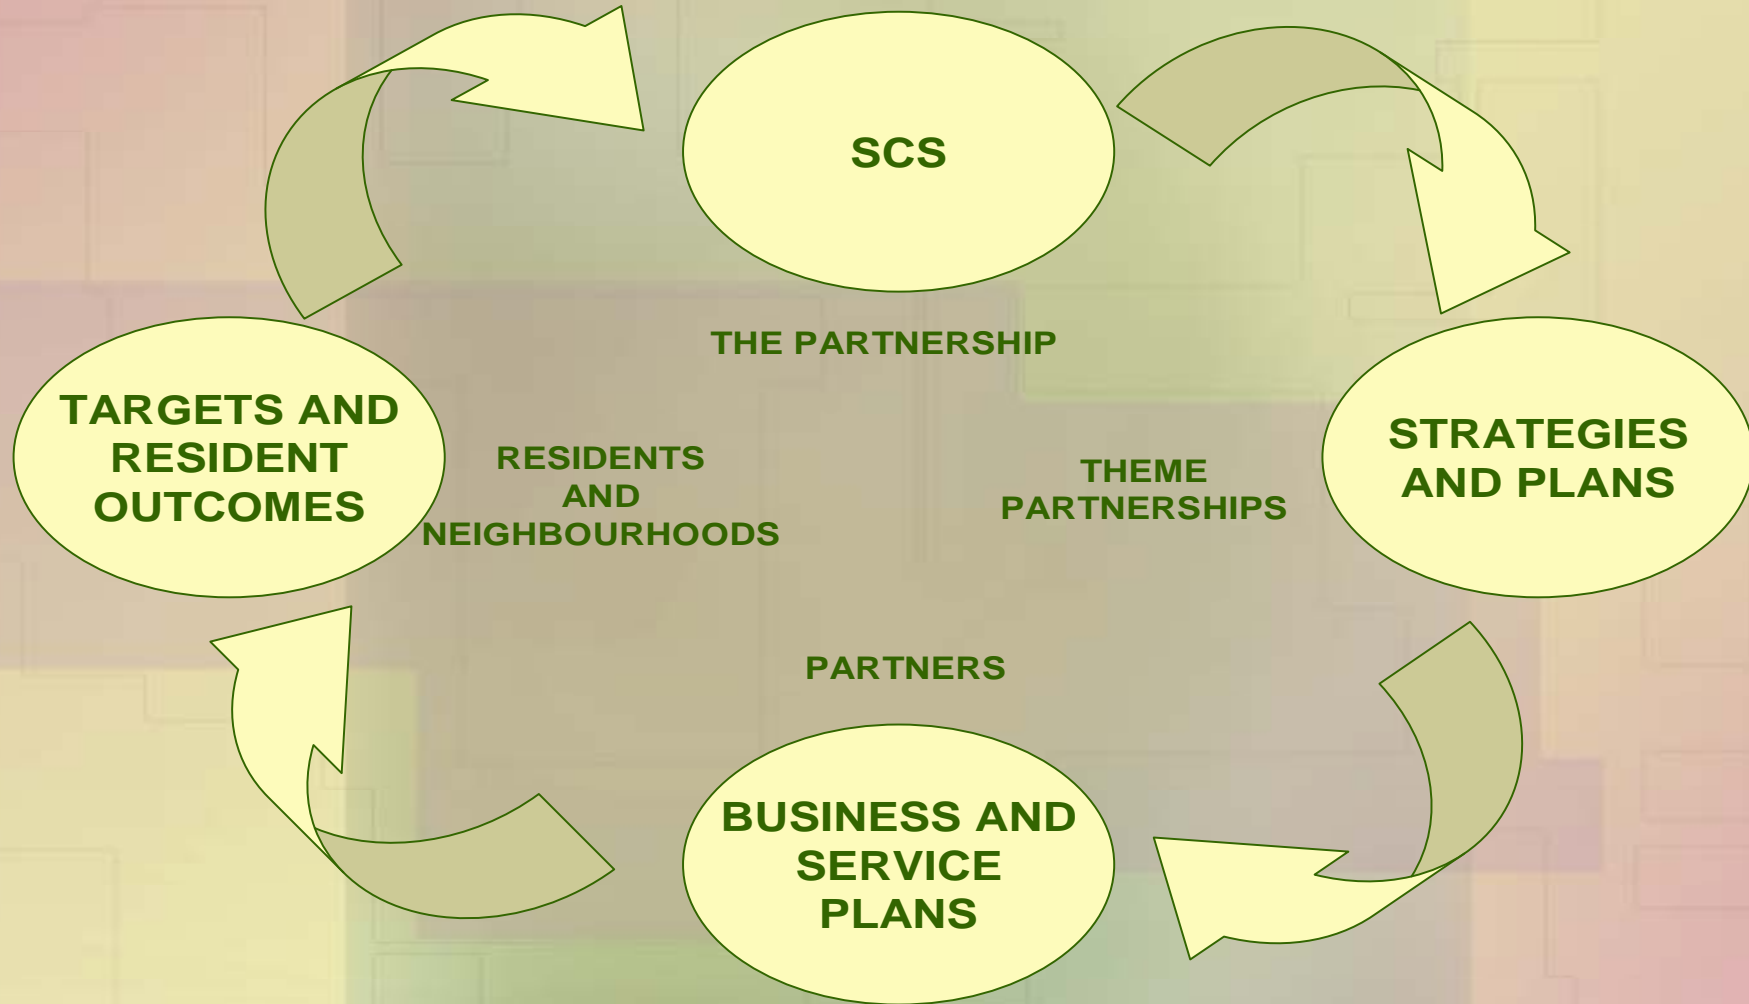 SCS
THE PARTNERSHIP
TARGETS AND
RESIDENT
OUTCOMES
RESIDENTS
AND
NEIGHBOURHOODS
THEME
PARTNERSHIPS
STRATEGIES
AND PLANS
PARTNERS
BUSINESS AND
SERVICE
PLANS